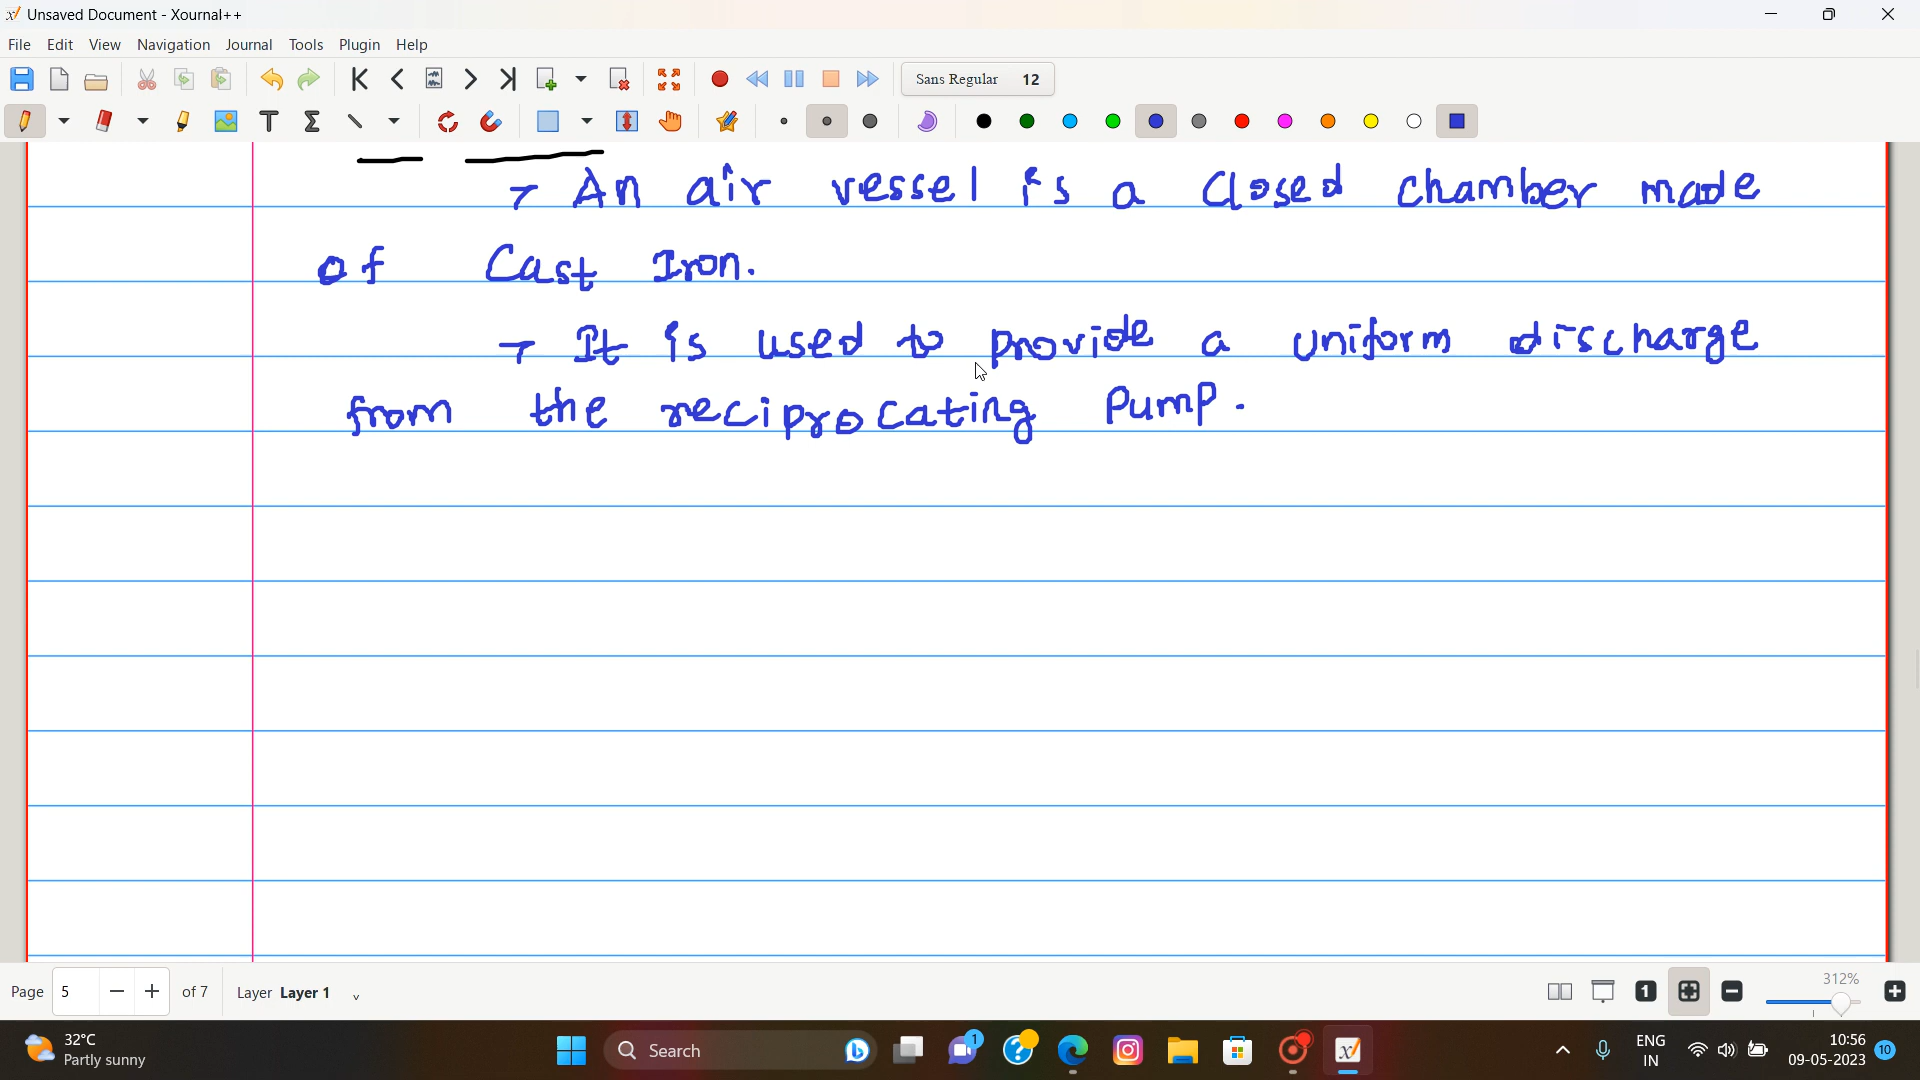 Unsaved Document - Xournal++
File Edit View Navigation Journal Tools Plugin Help
Sans Regular 12
An air vessel is a Closed chamber made
of Cast Iron.
It is used to provide a uniform discharge
from the reciprocating Pump.
Page 5 of 7 Layer Layer 1 312%
32°C
Partly sunny
Search
1
ENG
IN
10:56
09-05-2023
10